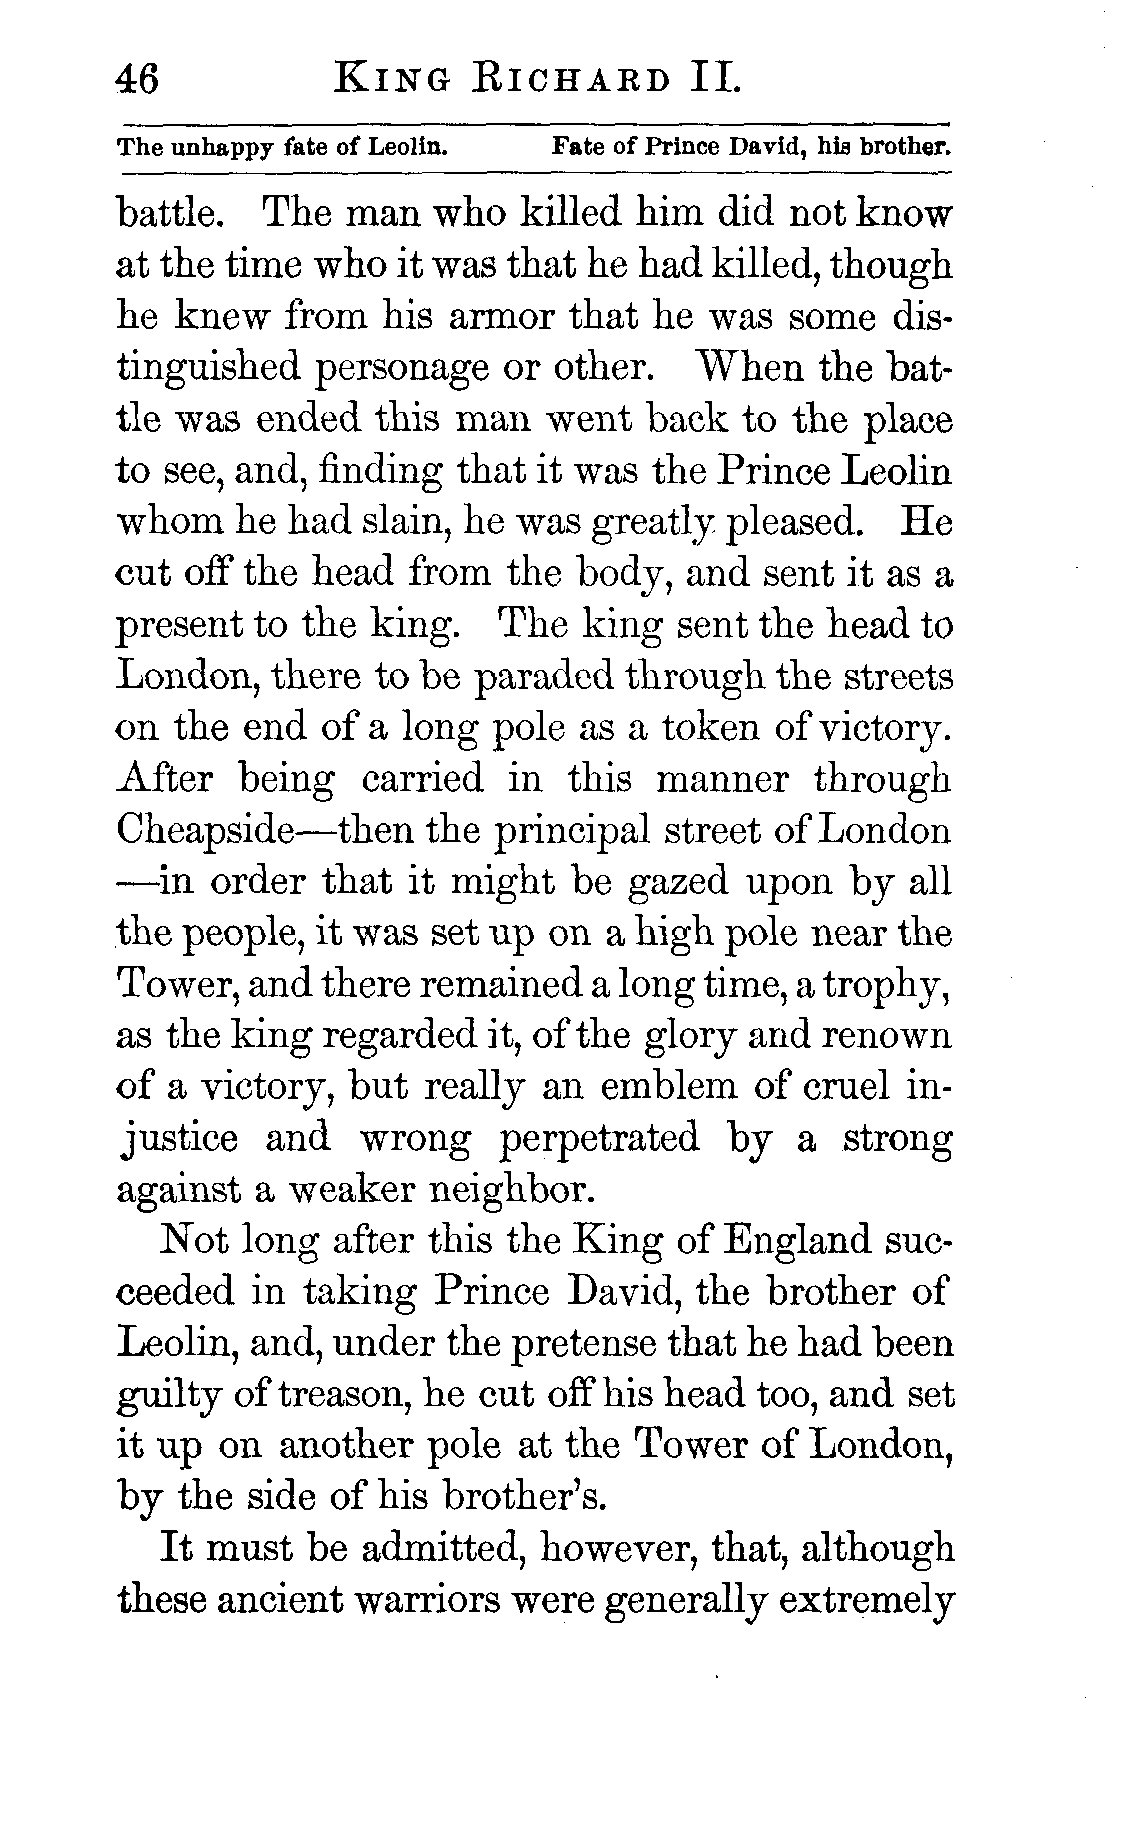 46 KING RICHARD II.
The unhappy fate of Leolin. Fate of Prince David, his brother.
battle. The man who killed him did not know
at the time who it was that he had killed, though
he knew from his armor that he was some dis-
tinguished personage or other. When the bat-
tle was ended this man went back to the place
to see, and, finding that it was the Prince Leolin
whom he had slain, he was greatly pleased. He
cut off the head from the body, and sent it as a
present to the king. The king sent the head to
London, there to be paraded through the streets
on the end of a long pole as a token of victory.
After being carried in this manner through
Cheapside—then the principal street of London
—in order that it might be gazed upon by all
the people, it was set up on a high pole near the
Tower, and there remained a long time, a trophy,
as the king regarded it, of the glory and renown
of a victory, but really an emblem of cruel in-
justice and wrong perpetrated by a strong
against a weaker neighbor.
Not long after this the King of England suc-
ceeded in taking Prince David, the brother of
Leolin, and, under the pretense that he had been
guilty of treason, he cut off his head too, and set
it up on another pole at the Tower of London,
by the side of his brother's.
It must be admitted, however, that, although
these ancient warriors were generally extremely